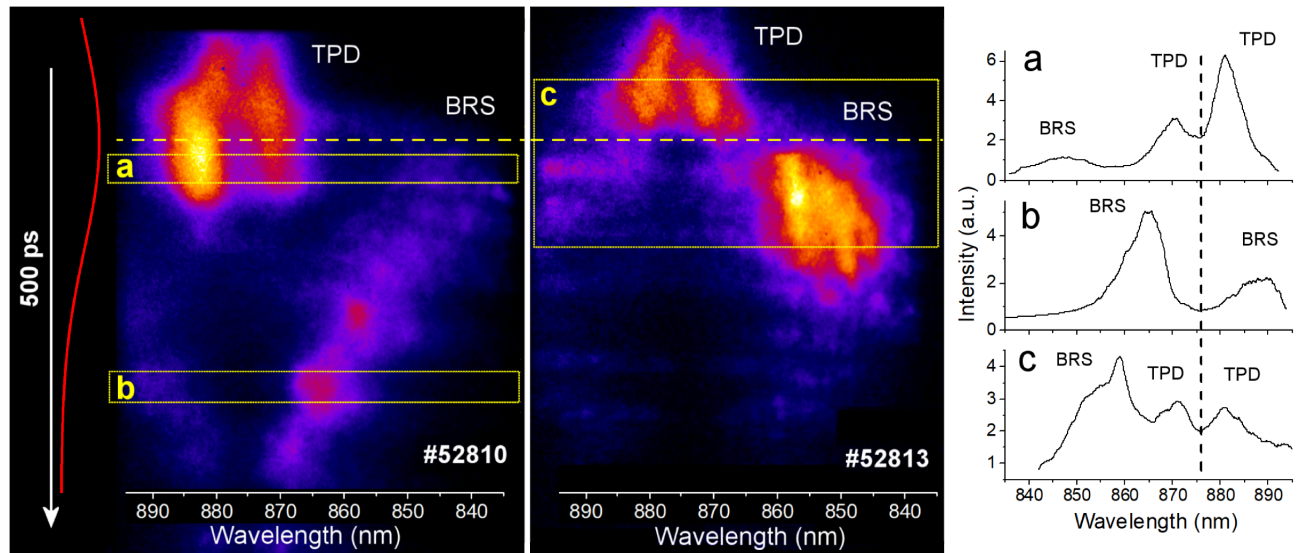 500 ps
TPD
BRS
a
b
#52810
890 880 870 860 850 840
Wavelength (nm)
TPD
c
BRS
#52813
890 880 870 860 850 840
Wavelength (nm)
Intensity (a.u.)
a
TPD
TPD
BRS
6
4
2
0
b
BRS
BRS
4
2
0
c
BRS
TPD
TPD
4
3
2
1
840 850 860 870 880 890
Wavelength (nm)